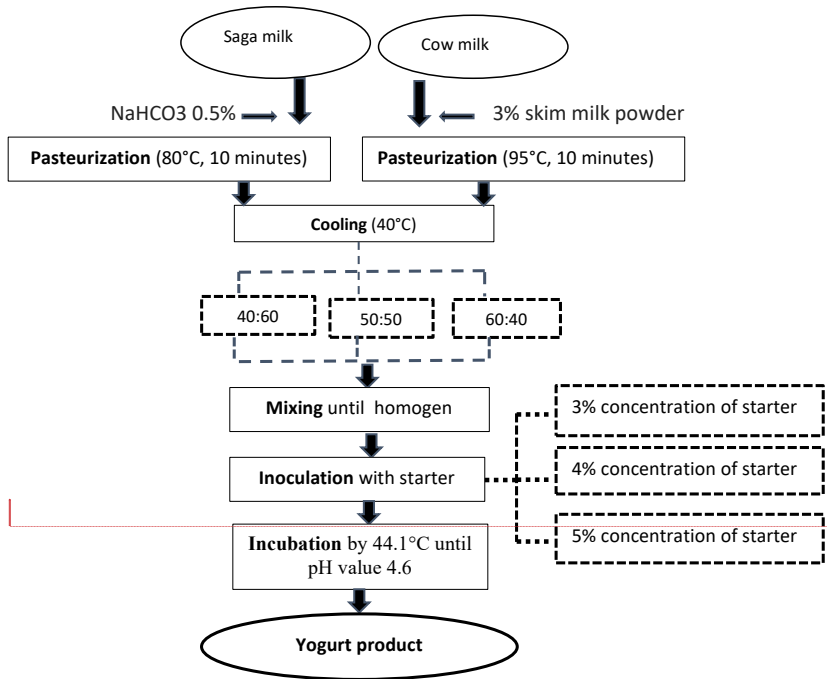 Saga milk
Cow milk
NaHCO3 0.5%
3% skim milk powder
Pasteurization (80°C, 10 minutes)
Pasteurization (95°C, 10 minutes)
Cooling (40°C)
40:60
50:50
60:40
Mixing until homogen
3% concentration of starter
Inoculation with starter
4% concentration of starter
Incubation by 44.1°C until
pH value 4.6
5% concentration of starter
Yogurt product